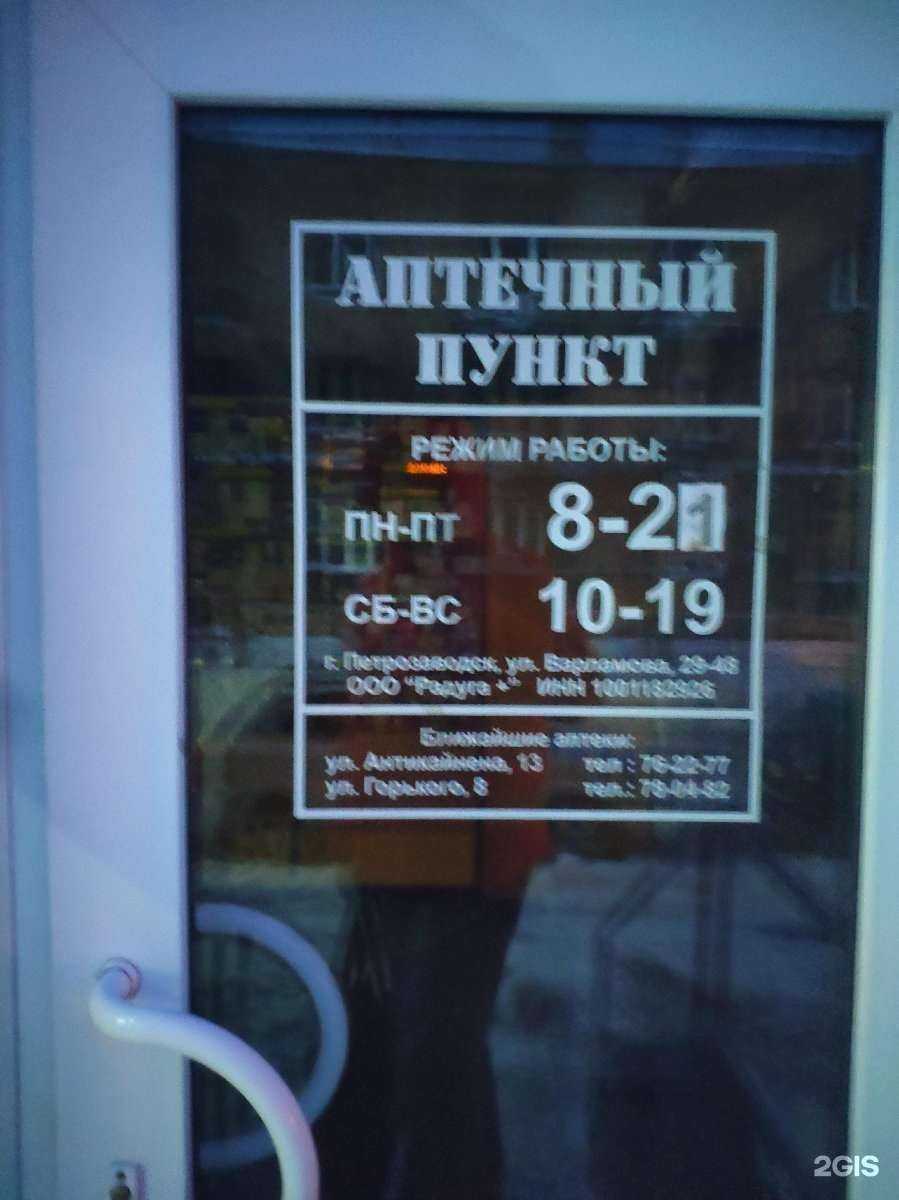 АПТЕЧНЫЙ
ПУНКТ
РЕЖИМ РАБОТЫ:
ПН-ПТ 8-21
СБ-ВС 10-19
г. Петрозаводск, ул. Варламова, 29-48
ООО "Радуга +" ИНН 1001182926
Ближайшие аптеки:
ул. Антикайнена, 13 тел.: 76-22-77
ул. Горького, 8 тел.: 78-04-82
2GIS